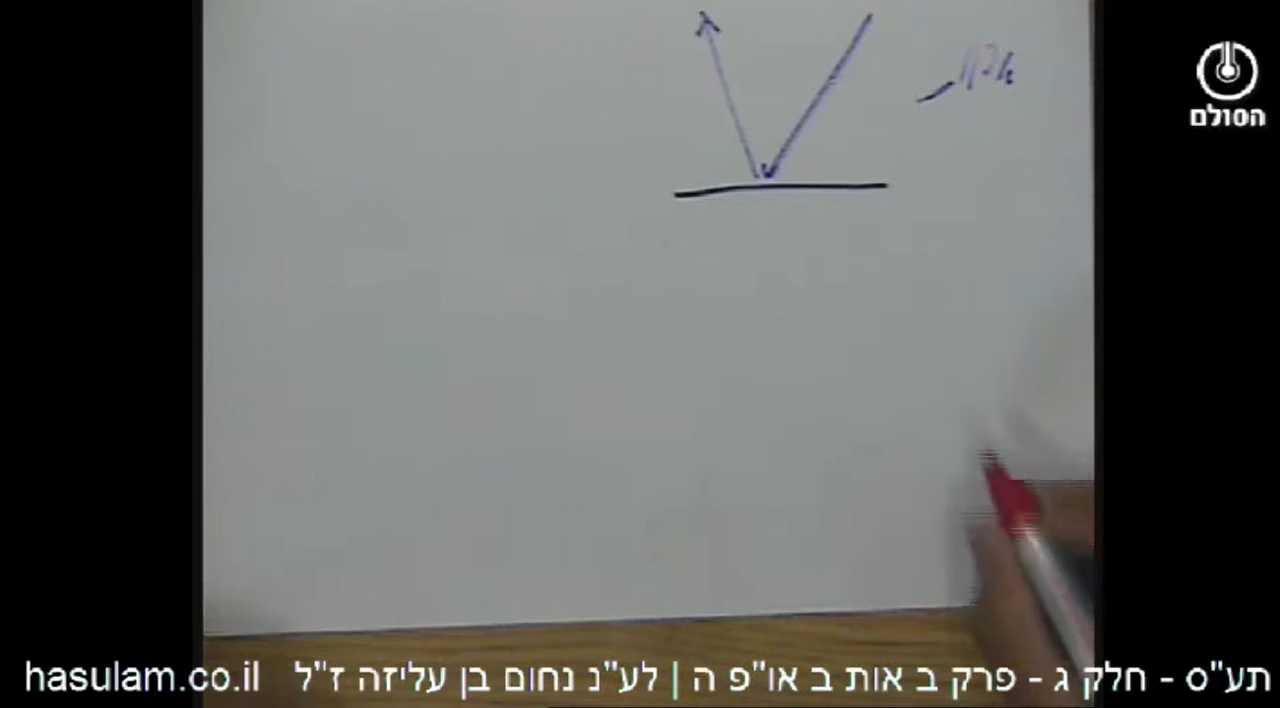 הסולם
תע"ס - חלק ג - פרק ב אות ב או"פ ה | לע"נ נחום בן עליזה ז"ל hasulam.co.il